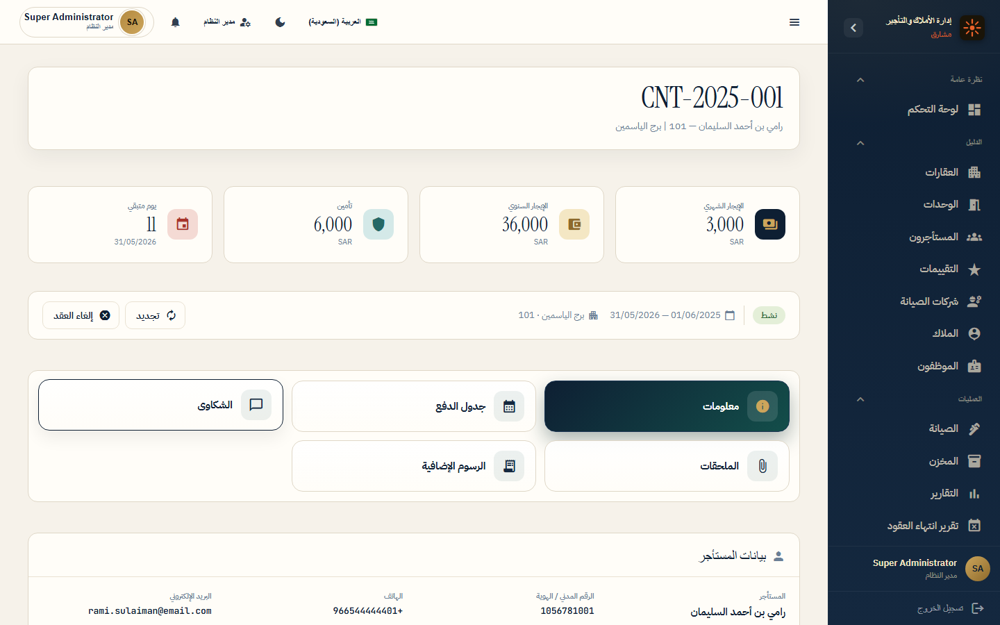 إدارة الأملاك والتأجير
مشارق
نظرة عامة
لوحة التحكم
الدليل
العقارات
الوحدات
المستأجرون
التقييمات
شركات الصيانة
الملاك
الموظفون
العمليات
الصيانة
المخزن
التقارير
تقرير انتهاء العقود
Super Administrator
SA
مدير النظام
تسجيل الخروج
العربية (السعودية)
مدير النظام
SA
Super Administrator
مدير النظام
CNT-2025-001
رامي بن أحمد السليمان — 101 | برج الياسمين
الإيجار الشهري
3,000
SAR
الإيجار السنوي
36,000
SAR
تأمين
6,000
SAR
يوم متبقي
11
31/05/2026
نشط
01/06/2025 — 31/05/2026
برج الياسمين · 101
تجديد
إلغاء العقد
معلومات
جدول الدفع
الشكاوى
الملحقات
الرسوم الإضافية
بيانات المستأجر
المستأجر
رامي بن أحمد السليمان
الرقم المدني / الهوية
1056781001
الهاتف
966544444401+
البريد الإلكتروني
rami.sulaiman@email.com